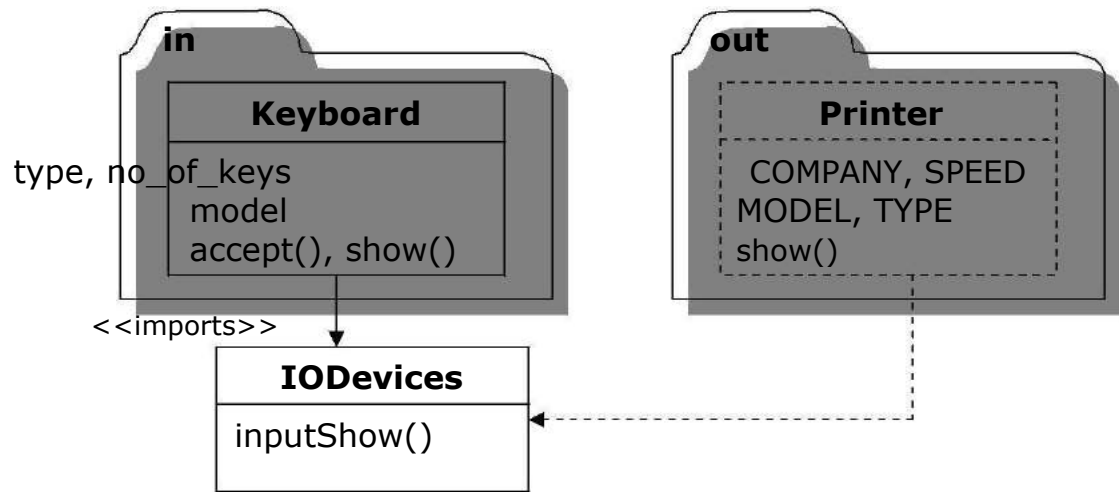 in
Keyboard
type, no_of_keys
model
accept(), show()
out
Printer
COMPANY, SPEED
MODEL, TYPE
show()
<<imports>>
IODevices
inputShow()